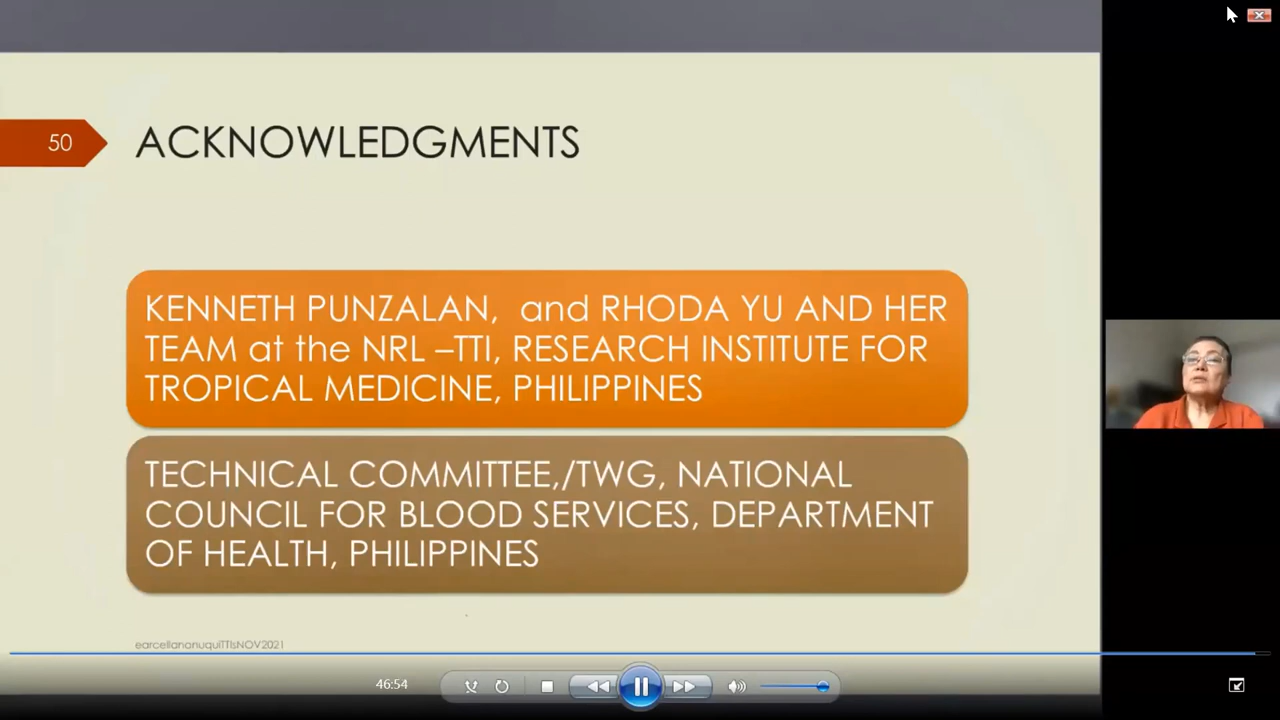 50
ACKNOWLEDGMENTS
KENNETH PUNZALAN, and RHODA YU AND HER
TEAM at the NRL –TTI, RESEARCH INSTITUTE FOR
TROPICAL MEDICINE, PHILIPPINES
TECHNICAL COMMITTEE,/TWG, NATIONAL
COUNCIL FOR BLOOD SERVICES, DEPARTMENT
OF HEALTH, PHILIPPINES
earcellanonuquiTTIsNOV2021
46:54